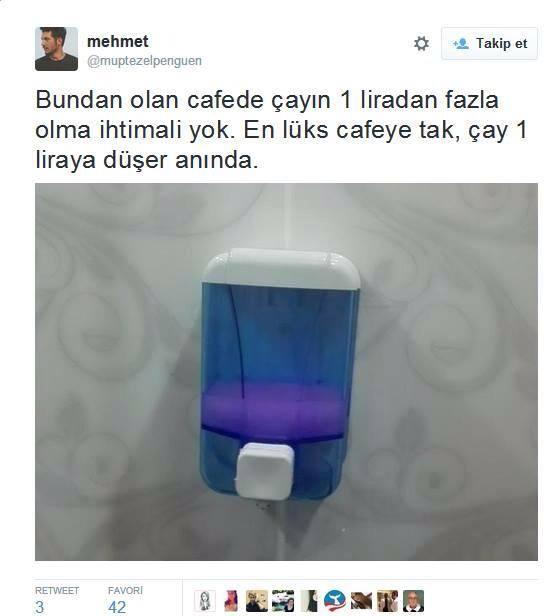 mehmet
@muptezelpenguen
Takip et
Bundan olan cafede çayın 1 liradan fazla
olma ihtimali yok. En lüks cafeye tak, çay 1
liraya düşer anında.
RETWEET FAVORİ
3 42